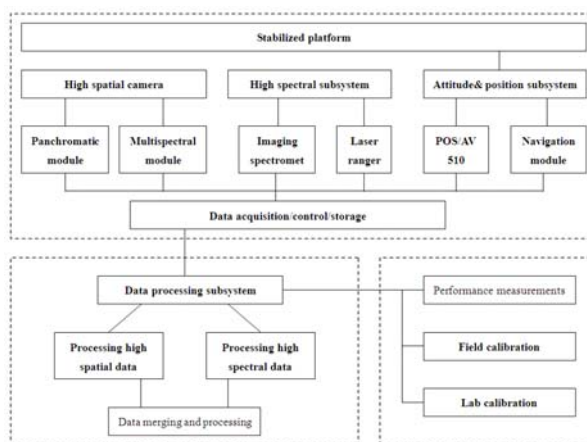 Stabilized platform
High spatial camera
High spectral subsystem
Attitude& position subsystem
Panchromatic
module
Multispectral
module
Imaging
spectromet
Laser
ranger
POS/AV
510
Navigation
module
Data acquisition/control/storage
Data processing subsystem
Performance measurements
Processing high
spatial data
Processing high
spectral data
Field calibration
Data merging and processing
Lab calibration